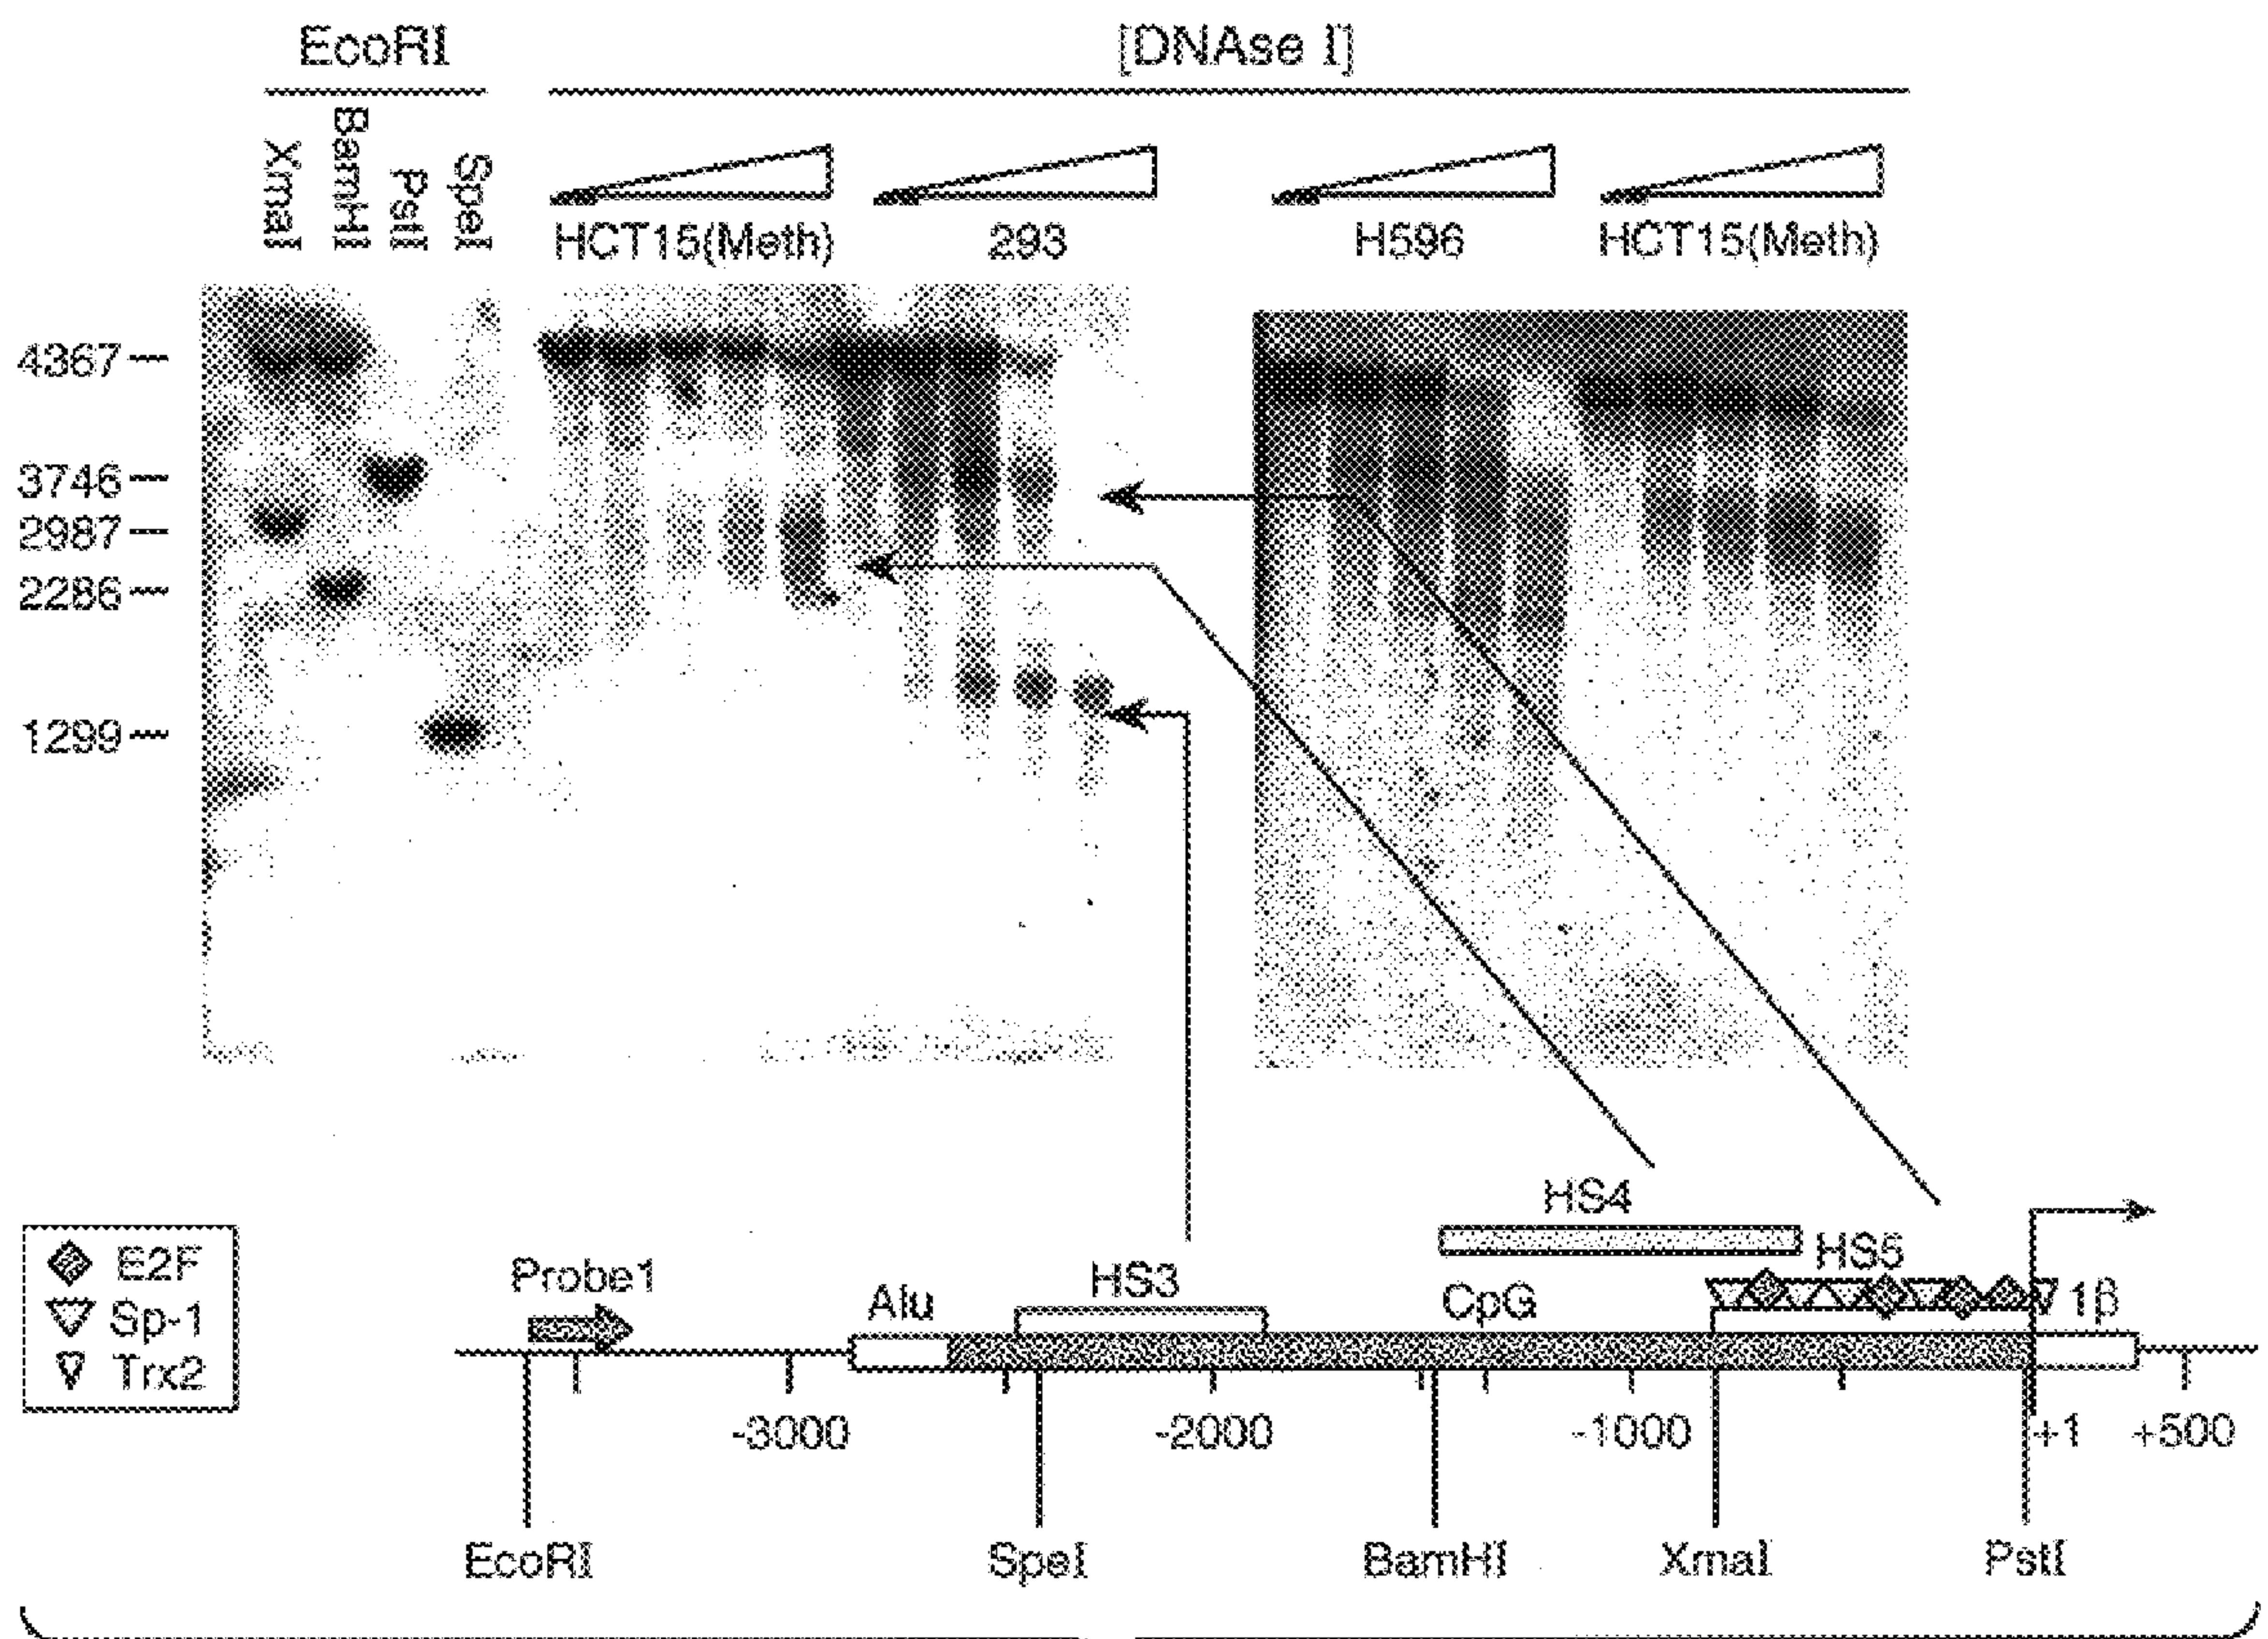 EcoRI
[DNAse I]
XmaI
BamHI
PstI
SpeI
HCT15(Meth)
293
H596
HCT15(Meth)
4367
3746
2987
2286
1299
HS4
HS5
E2F
Sp-1
Trx2
Probe1
Alu
HS3
CpG
1β
-3000
-2000
-1000
+1
+500
EcoRI
SpeI
BamHI
XmaI
PstI